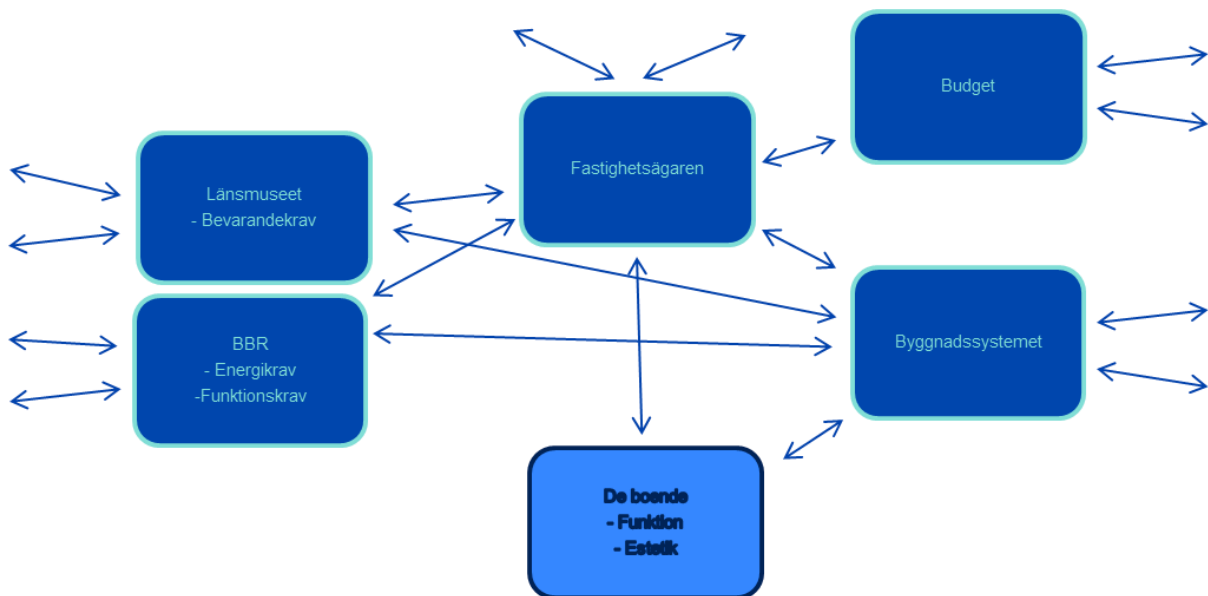 Budget
Fastighetsägaren
Länsmuseet
- Bevarandekrav
BBR
- Energikrav
-Funktionskrav
Byggnadssystemet
De boende
- Funktion
- Estetik